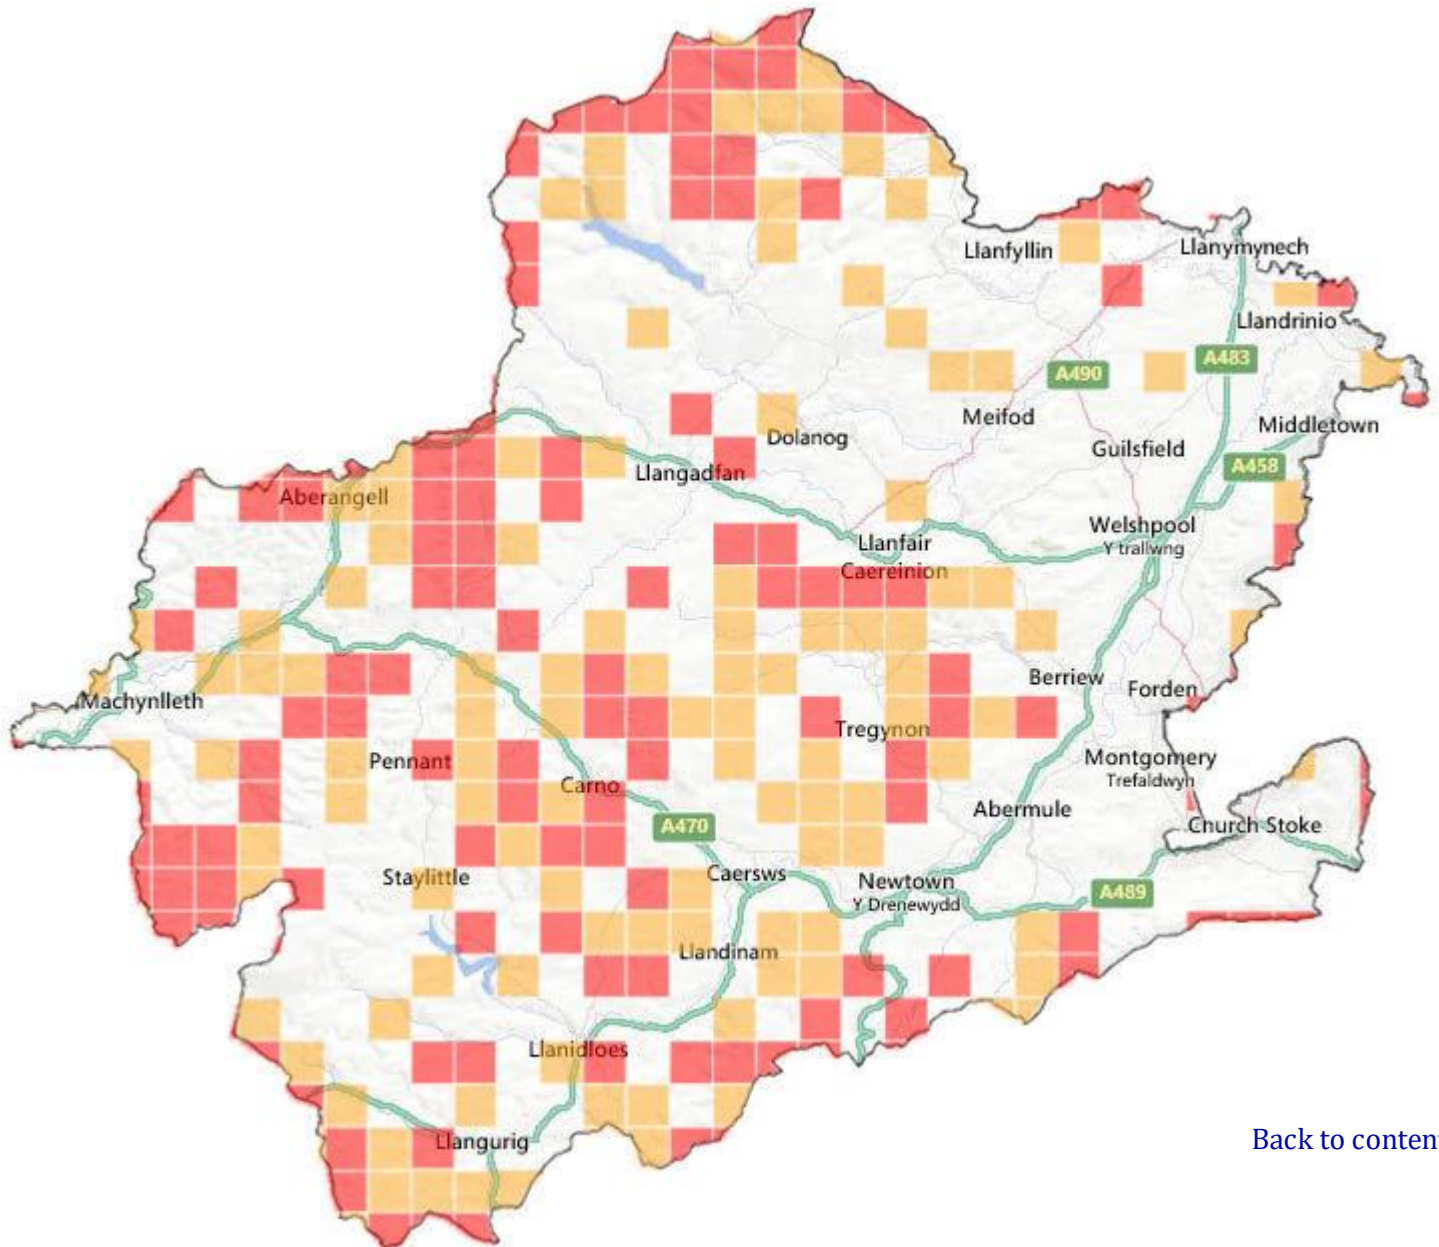 Llanfyllin
Llanymynech
Llandrinio
A483
A490
Meifod
Middletown
Dolanog
Guilsfield
A458
Llangadfan
Aberangell
Welshpool
Y trallwng
Llanfair
Caereinion
Berriew
Forden
Machynlleth
Tregynon
Pennant
Montgomery
Trefaldwyn
Carno
Abermule
A470
Church Stoke
Caersws
Staylittle
Newtown
Y Drenewydd
A489
Llandinam
Llanidloes
Llangurig
Back to conten